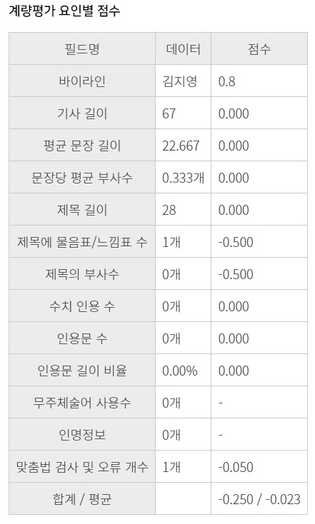 계량평가 요인별 점수
필드명 데이터 점수
바이라인 김지영 0.8
기사 길이 67 0.000
평균 문장 길이 22.667 0.000
문장당 평균 부사수 0.333개 0.000
제목 길이 28 0.000
제목에 물음표/느낌표 수 1개 -0.500
제목의 부사수 0개 -0.500
수치 인용 수 0개 0.000
인용문 수 0개 0.000
인용문 길이 비율 0.00% 0.000
무주체술어 사용수 0개 -
인명정보 0개 -
맞춤법 검사 및 오류 개수 1개 -0.050
합계 / 평균 -0.250 / -0.023